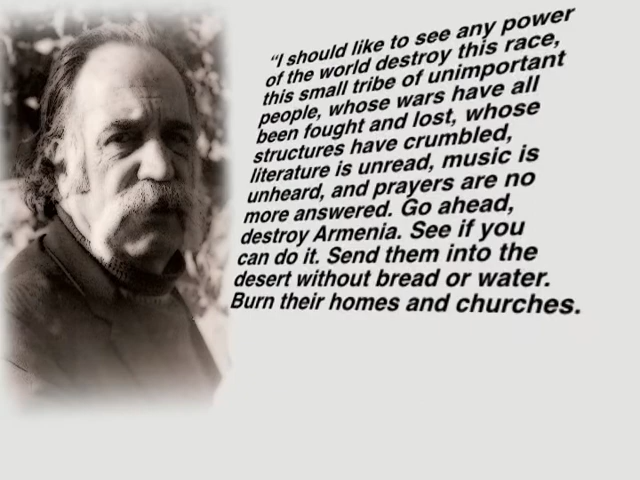 “I should like to see any power
of the world destroy this race,
this small tribe of unimportant
people, whose wars have all
been fought and lost, whose
structures have crumbled,
literature is unread, music is
unheard, and prayers are no
more answered. Go ahead,
destroy Armenia. See if you
can do it. Send them into the
desert without bread or water.
Burn their homes and churches.